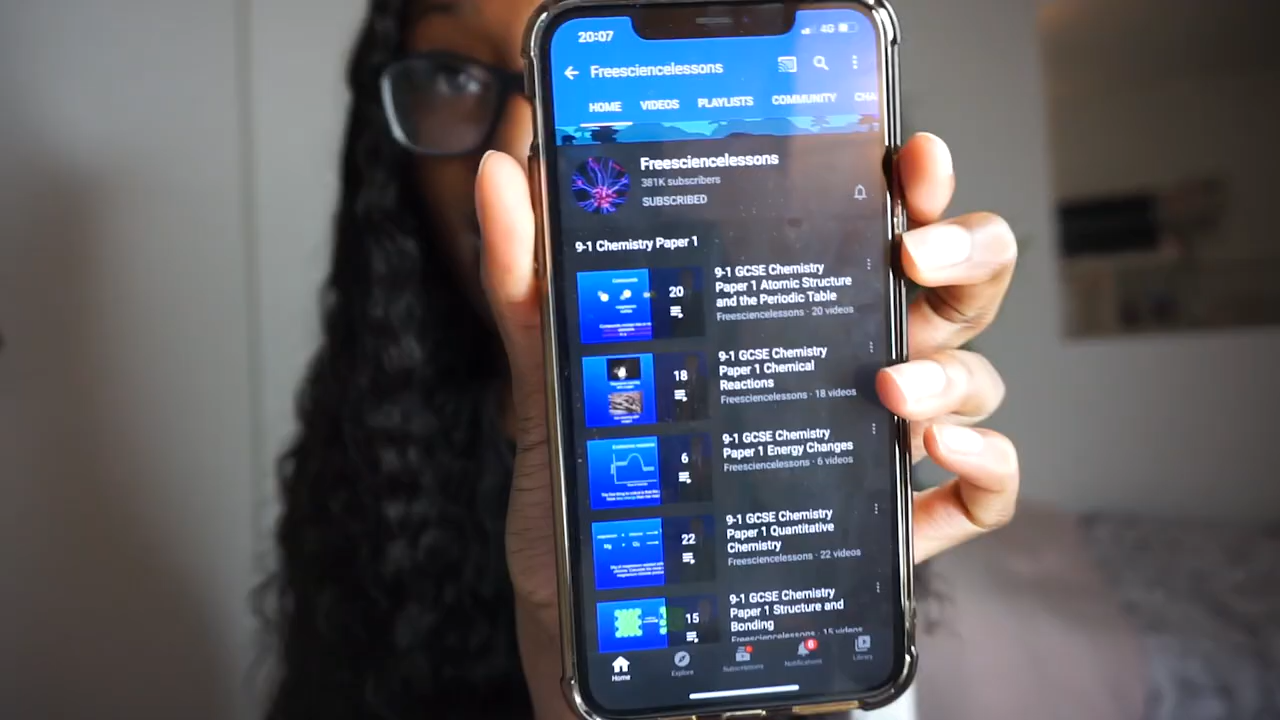 20:07
4G
Freesciencelessons
HOME VIDEOS PLAYLISTS COMMUNITY CHA
Freesciencelessons
381K subscribers
SUBSCRIBED
9-1 Chemistry Paper 1
20
9-1 GCSE Chemistry
Paper 1 Atomic Structure
and the Periodic Table
Freesciencelessons · 20 videos
18
9-1 GCSE Chemistry
Paper 1 Chemical
Reactions
Freesciencelessons · 18 videos
6
9-1 GCSE Chemistry
Paper 1 Energy Changes
Freesciencelessons · 6 videos
22
9-1 GCSE Chemistry
Paper 1 Quantitative
Chemistry
Freesciencelessons · 22 videos
15
9-1 GCSE Chemistry
Paper 1 Structure and
Bonding
Freesciencelessons · 15 videos
Home Explore Subscriptions Notifications Library